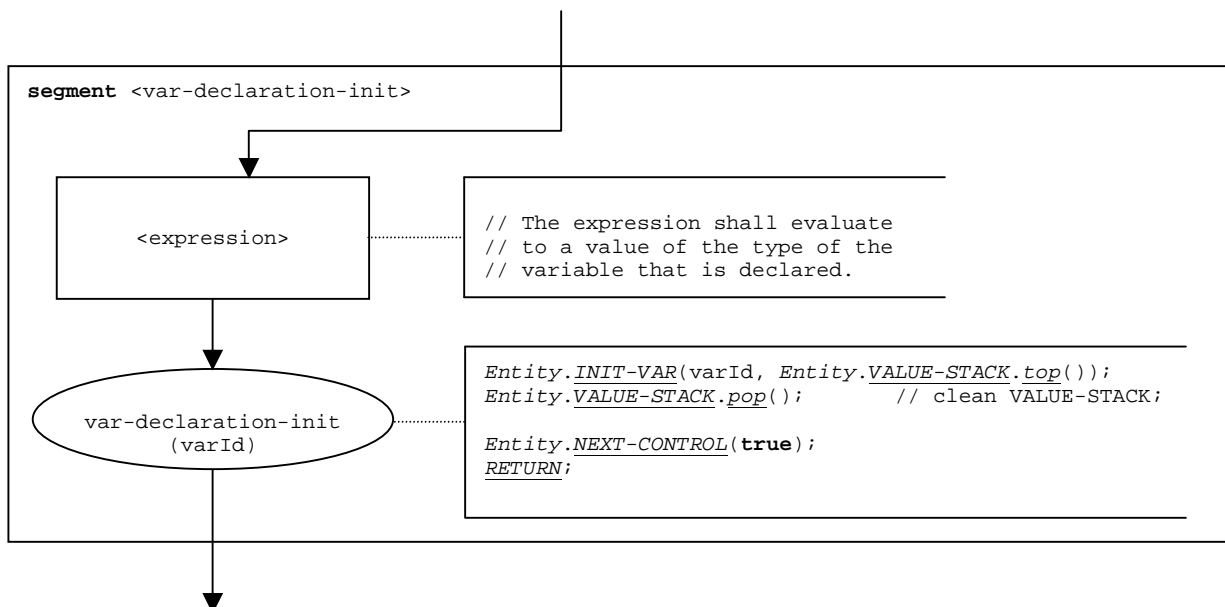 segment <var-declaration-init>
<expression>
// The expression shall evaluate
// to a value of the type of the
// variable that is declared.
var-declaration-init
(varId)
Entity.INIT-VAR(varId, Entity.VALUE-STACK.top());
Entity.VALUE-STACK.pop(); // clean VALUE-STACK;
Entity.NEXT-CONTROL(true);
RETURN;